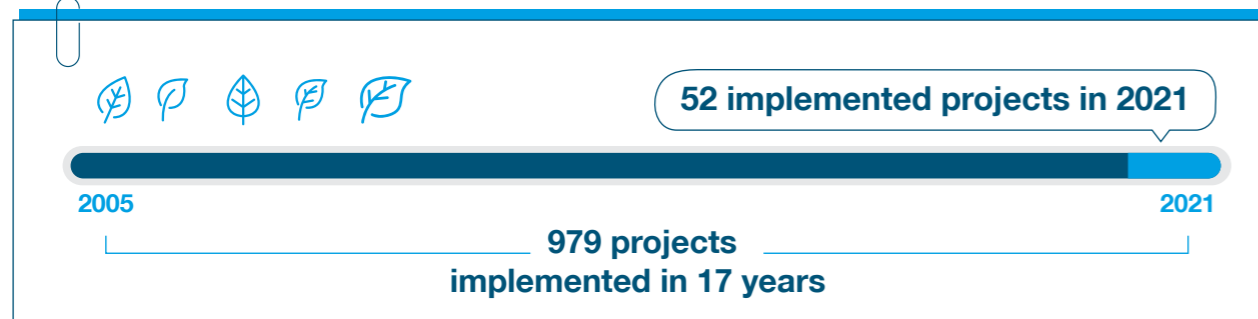 52 implemented projects in 2021
2005
2021
979 projects
implemented in 17 years